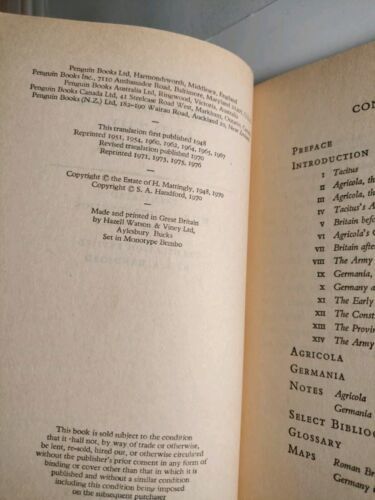 Penguin Books Ltd, Harmondsworth, Middlesex, England
Penguin Books Inc., 7110 Ambassador Road, Baltimore, Maryland
Penguin Books Australia Ltd, Ringwood, Victoria, Australia
Penguin Books Canada Ltd, 41 Steelcase Road West, Markham, Ontario,
Penguin Books (N.Z.) Ltd, 182-190 Wairau Road, Auckland 10, New
This translation first published 1948
Reprinted 1951, 1954, 1960, 1962, 1964, 1965, 1967
Revised translation published 1970
Reprinted 1971, 1973, 1975, 1976
Copyright © the Estate of H. Mattingly, 1948, 1970
Copyright © S. A. Handford, 1970
Made and printed in Great Britain
by Hazell Watson & Viney Ltd,
Aylesbury Bucks
Set in Monotype Bembo
This book is sold subject to the condition
that it shall not, by way of trade or otherwise,
be lent, re-sold, hired out, or otherwise circulated
without the publisher's prior consent in any form of
binding or cover other than that in which it is
published and without a similar condition
including this condition being imposed
on the subsequent purchaser
CON
PREFACE
INTRODUCTION
I Tacitus
II Agricola, th
III Agricola, the
IV Tacitus's A
V Britain befo
VI Agricola's
VII Britain afte
VIII The Army
IX Germania,
X Germany a
XI The Early
XII The Const
XIII The Provin
XIV The Army
AGRICOLA
GERMANIA
NOTES Agricola
Germania
SELECT BIBLIO
GLOSSARY
MAPS Roman Br